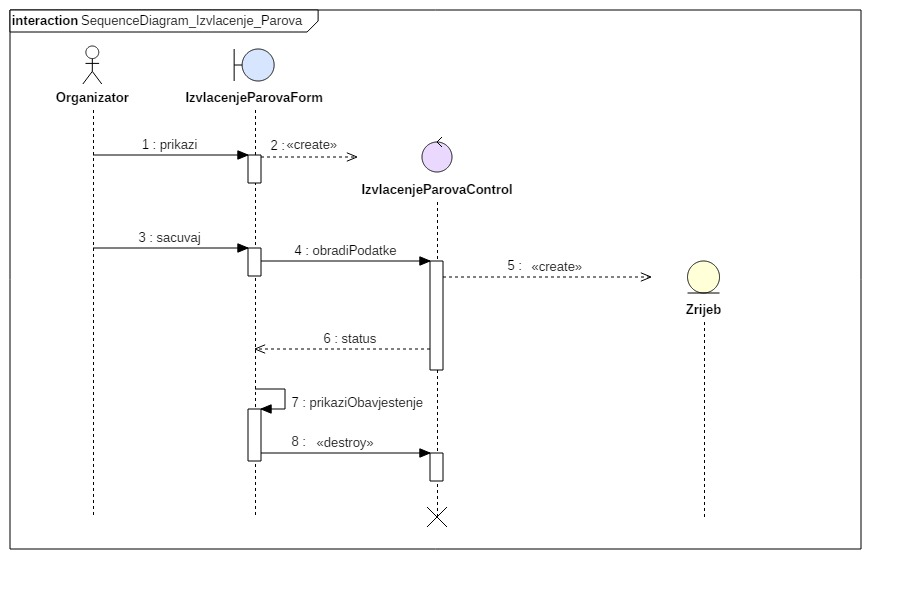 interaction SequenceDiagram_Izvlacenje_Parova
Organizator
IzvlacenjeParovaForm
1 : prikazi
2 : «create»
IzvlacenjeParovaControl
3 : sacuvaj
4 : obradiPodatke
5 : «create»
Zrijeb
6 : status
7 : prikaziObavjestenje
8 : «destroy»